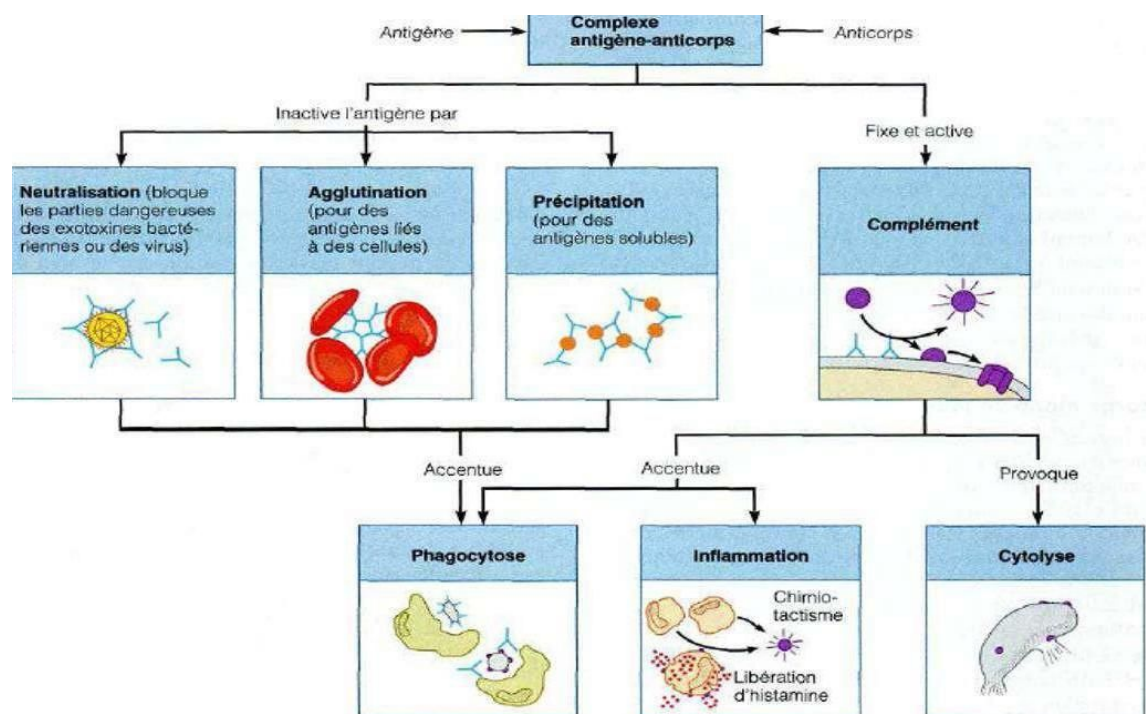 Complexe
antigène-anticorps
Antigène
Anticorps
Inactive l'antigène par
Fixe et active
Neutralisation (bloque
les parties dangereuses
des exotoxines bacté-
riennes ou des virus)
Agglutination
(pour des
antigènes liés
à des cellules)
Précipitation
(pour des
antigènes solubles)
Complément
Accentue
Accentue
Provoque
Phagocytose
Inflammation
Cytolyse
Chimio-
tactisme
Libération
d'histamine